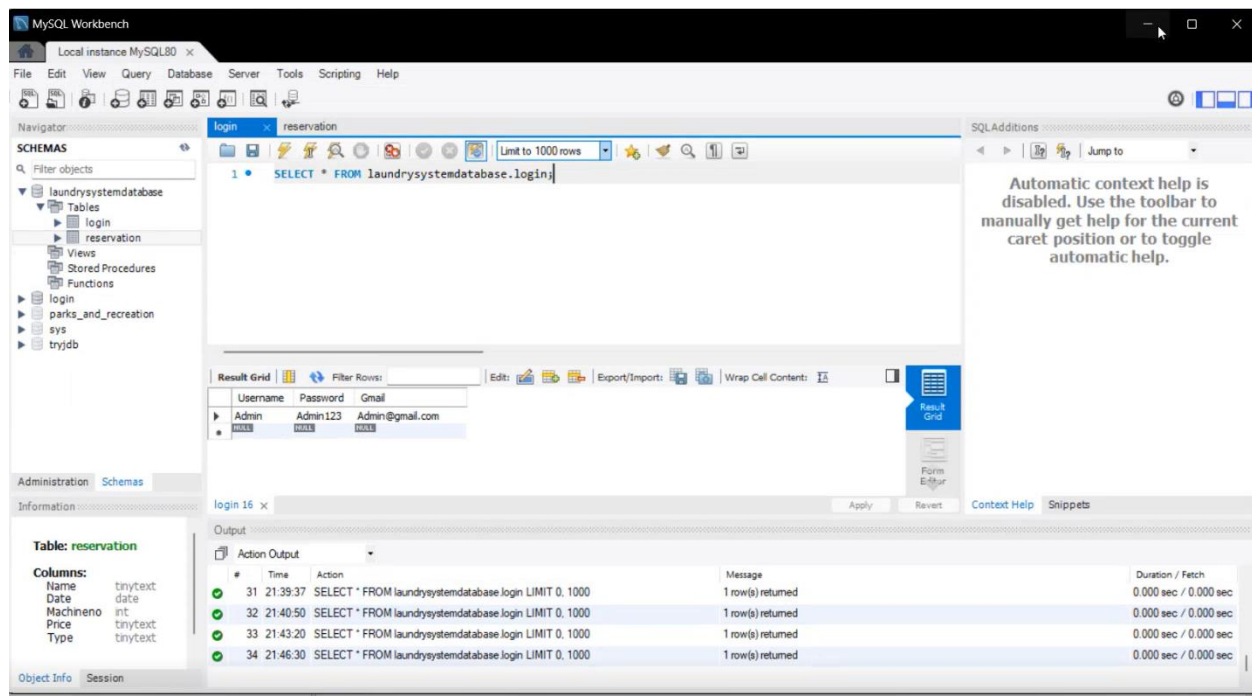 MySQL Workbench
Local instance MySQL80 ×
File Edit View Query Database Server Tools Scripting Help
Navigator
SCHEMAS
Filter objects
laundrysystemdatabase
Tables
login
reservation
Views
Stored Procedures
Functions
login
parks_and_recreation
sys
tryjdb
Administration Schemas
Information
Table: reservation
Columns:
Name tinytext
Date date
Machineno int
Price tinytext
Type tinytext
Object Info Session
login × reservation
Limit to 1000 rows
1 SELECT * FROM laundrysystemdatabase.login;
Result Grid Filter Rows: Edit: Export/Import: Wrap Cell Content:
Username Password Gmail
Admin Admin123 Admin@gmail.com
NULL NULL NULL
Result
Grid
Form
Editor
login 16 × Apply Revert
SQLAdditions
Jump to
Automatic context help is
disabled. Use the toolbar to
manually get help for the current
caret position or to toggle
automatic help.
Context Help Snippets
Output
Action Output
# Time Action Message Duration / Fetch
31 21:39:37 SELECT * FROM laundrysystemdatabase.login LIMIT 0, 1000 1 row(s) returned 0.000 sec / 0.000 sec
32 21:40:50 SELECT * FROM laundrysystemdatabase.login LIMIT 0, 1000 1 row(s) returned 0.000 sec / 0.000 sec
33 21:43:20 SELECT * FROM laundrysystemdatabase.login LIMIT 0, 1000 1 row(s) returned 0.000 sec / 0.000 sec
34 21:46:30 SELECT * FROM laundrysystemdatabase.login LIMIT 0, 1000 1 row(s) returned 0.000 sec / 0.000 sec